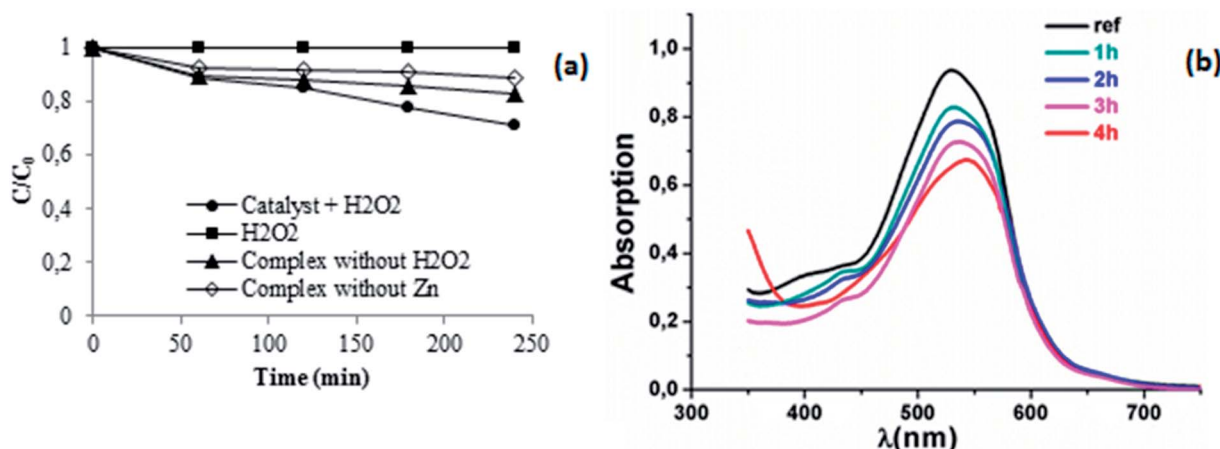 1
0,8
0,6
0,4
0,2
0
C/C0
Catalyst + H2O2
H2O2
Complex without H2O2
Complex without Zn
0 50 100 150 200 250
Time (min)
(a)
ref
1h
2h
3h
4h
(b)
1,0
0,8
0,6
0,4
0,2
0,0
Absorption
300 400 500 600 700
λ(nm)